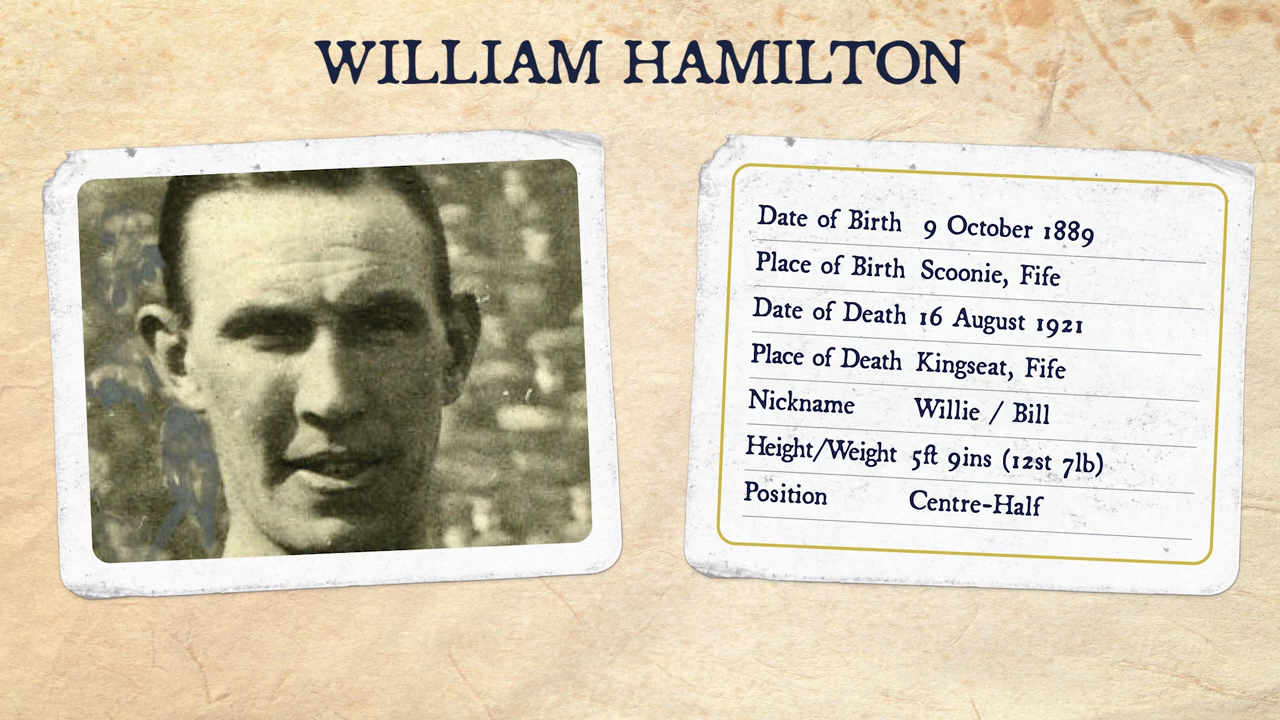 WILLIAM HAMILTON
Date of Birth 9 October 1889
Place of Birth Scoonie, Fife
Date of Death 16 August 1921
Place of Death Kingseat, Fife
Nickname Willie / Bill
Height/Weight 5ft 9ins (12st 7lb)
Position Centre-Half